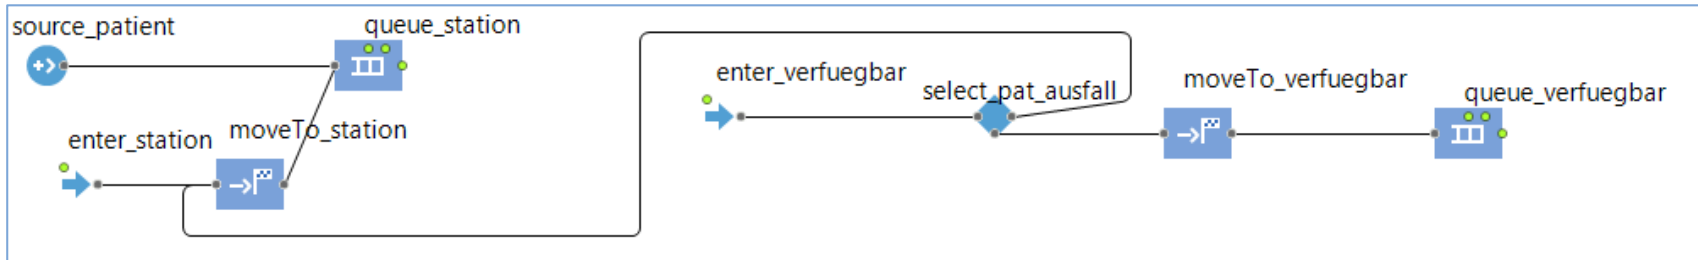 source_patient
queue_station
enter_station
moveTo_station
enter_verfuegbar
select_pat_ausfall
moveTo_verfuegbar
queue_verfuegbar